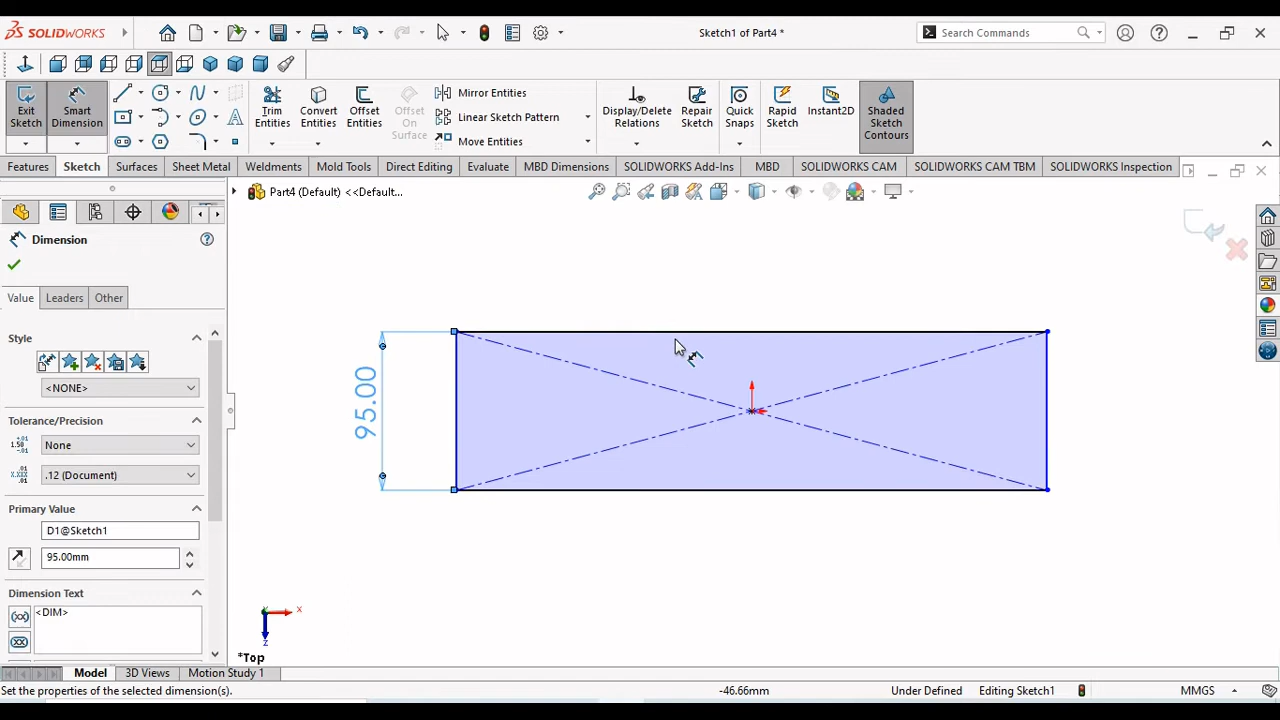 SOLIDWORKS
Sketch1 of Part4 *
Search Commands
Exit Sketch
Smart Dimension
Trim Entities
Convert Entities
Offset Entities
Offset On Surface
Mirror Entities
Linear Sketch Pattern
Move Entities
Display/Delete Relations
Repair Sketch
Quick Snaps
Rapid Sketch
Instant2D
Shaded Sketch Contours
Features
Sketch
Surfaces
Sheet Metal
Weldments
Mold Tools
Direct Editing
Evaluate
MBD Dimensions
SOLIDWORKS Add-Ins
MBD
SOLIDWORKS CAM
SOLIDWORKS CAM TBM
SOLIDWORKS Inspection
Part4 (Default) <<Default...
Dimension
Value
Leaders
Other
Style
<NONE>
Tolerance/Precision
None
.12 (Document)
Primary Value
D1@Sketch1
95.00mm
Dimension Text
<DIM>
95.00
x
z
*Top
Model
3D Views
Motion Study 1
Set the properties of the selected dimension(s).
-46.66mm
Under Defined
Editing Sketch1
MMGS